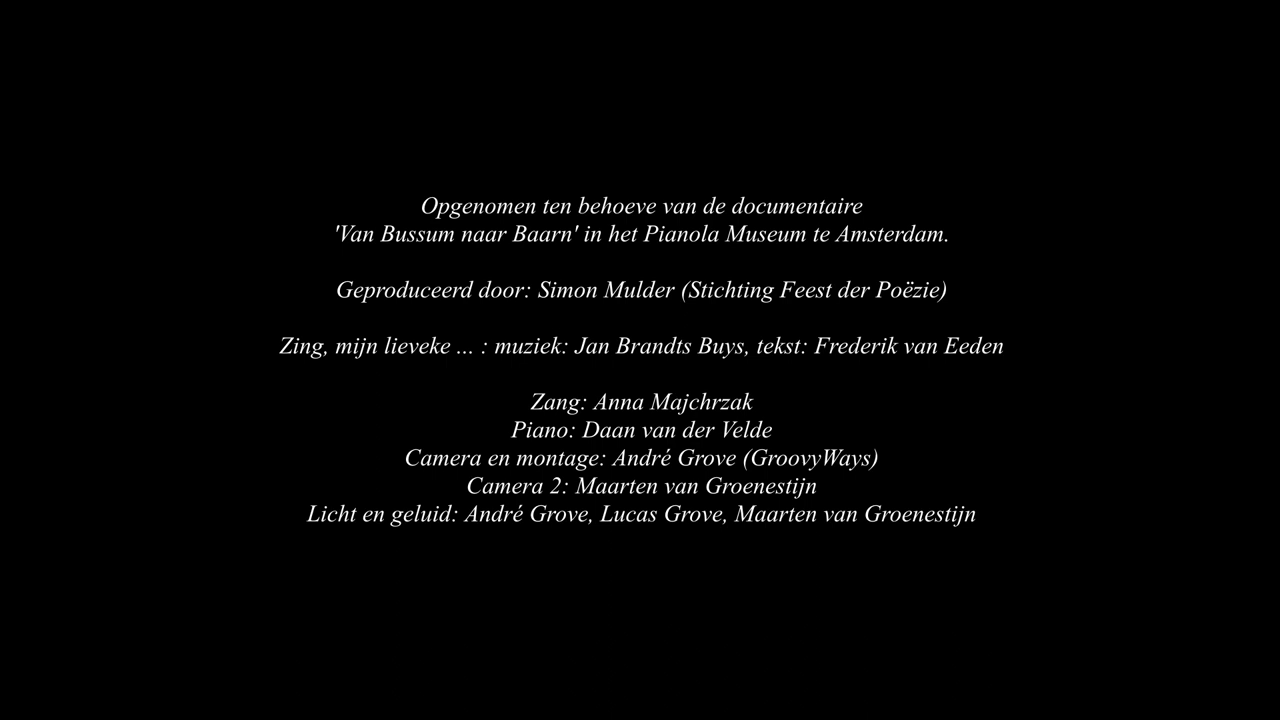 Opgenomen ten behoeve van de documentaire
'Van Bussum naar Baarn' in het Pianola Museum te Amsterdam.
Geproduceerd door: Simon Mulder (Stichting Feest der Poëzie)
Zing, mijn lieveke ... : muziek: Jan Brandts Buys, tekst: Frederik van Eeden
Zang: Anna Majchrzak
Piano: Daan van der Velde
Camera en montage: André Grove (GroovyWays)
Camera 2: Maarten van Groenestijn
Licht en geluid: André Grove, Lucas Grove, Maarten van Groenestijn